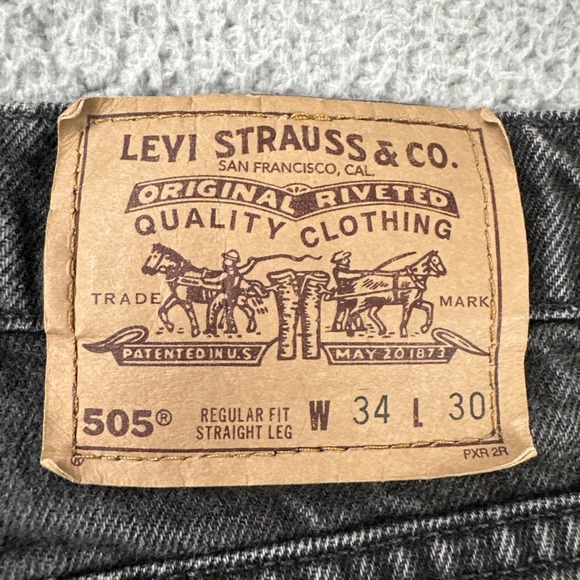 LEVI STRAUSS & CO.
SAN FRANCISCO, CAL.
ORIGINAL RIVETED
QUALITY CLOTHING
TRADE MARK
PATENTED IN U.S. MAY 20 1873
505® REGULAR FIT W 34 L 30
STRAIGHT LEG
® PXR 2R